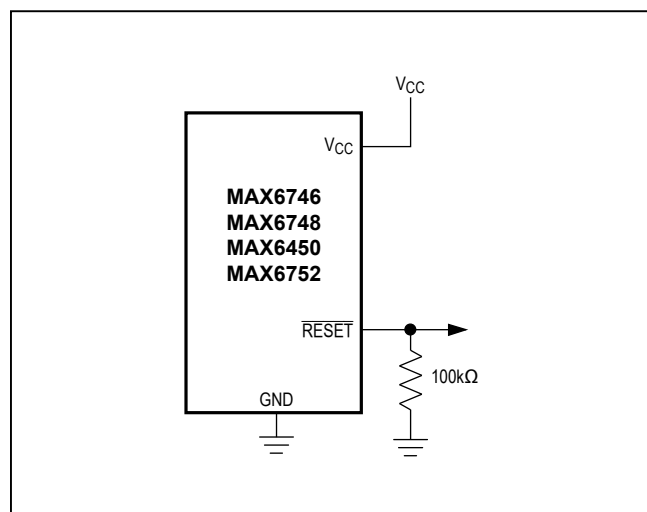 VCC
VCC
MAX6746
MAX6748
MAX6450
MAX6752
RESET
100kΩ
GND